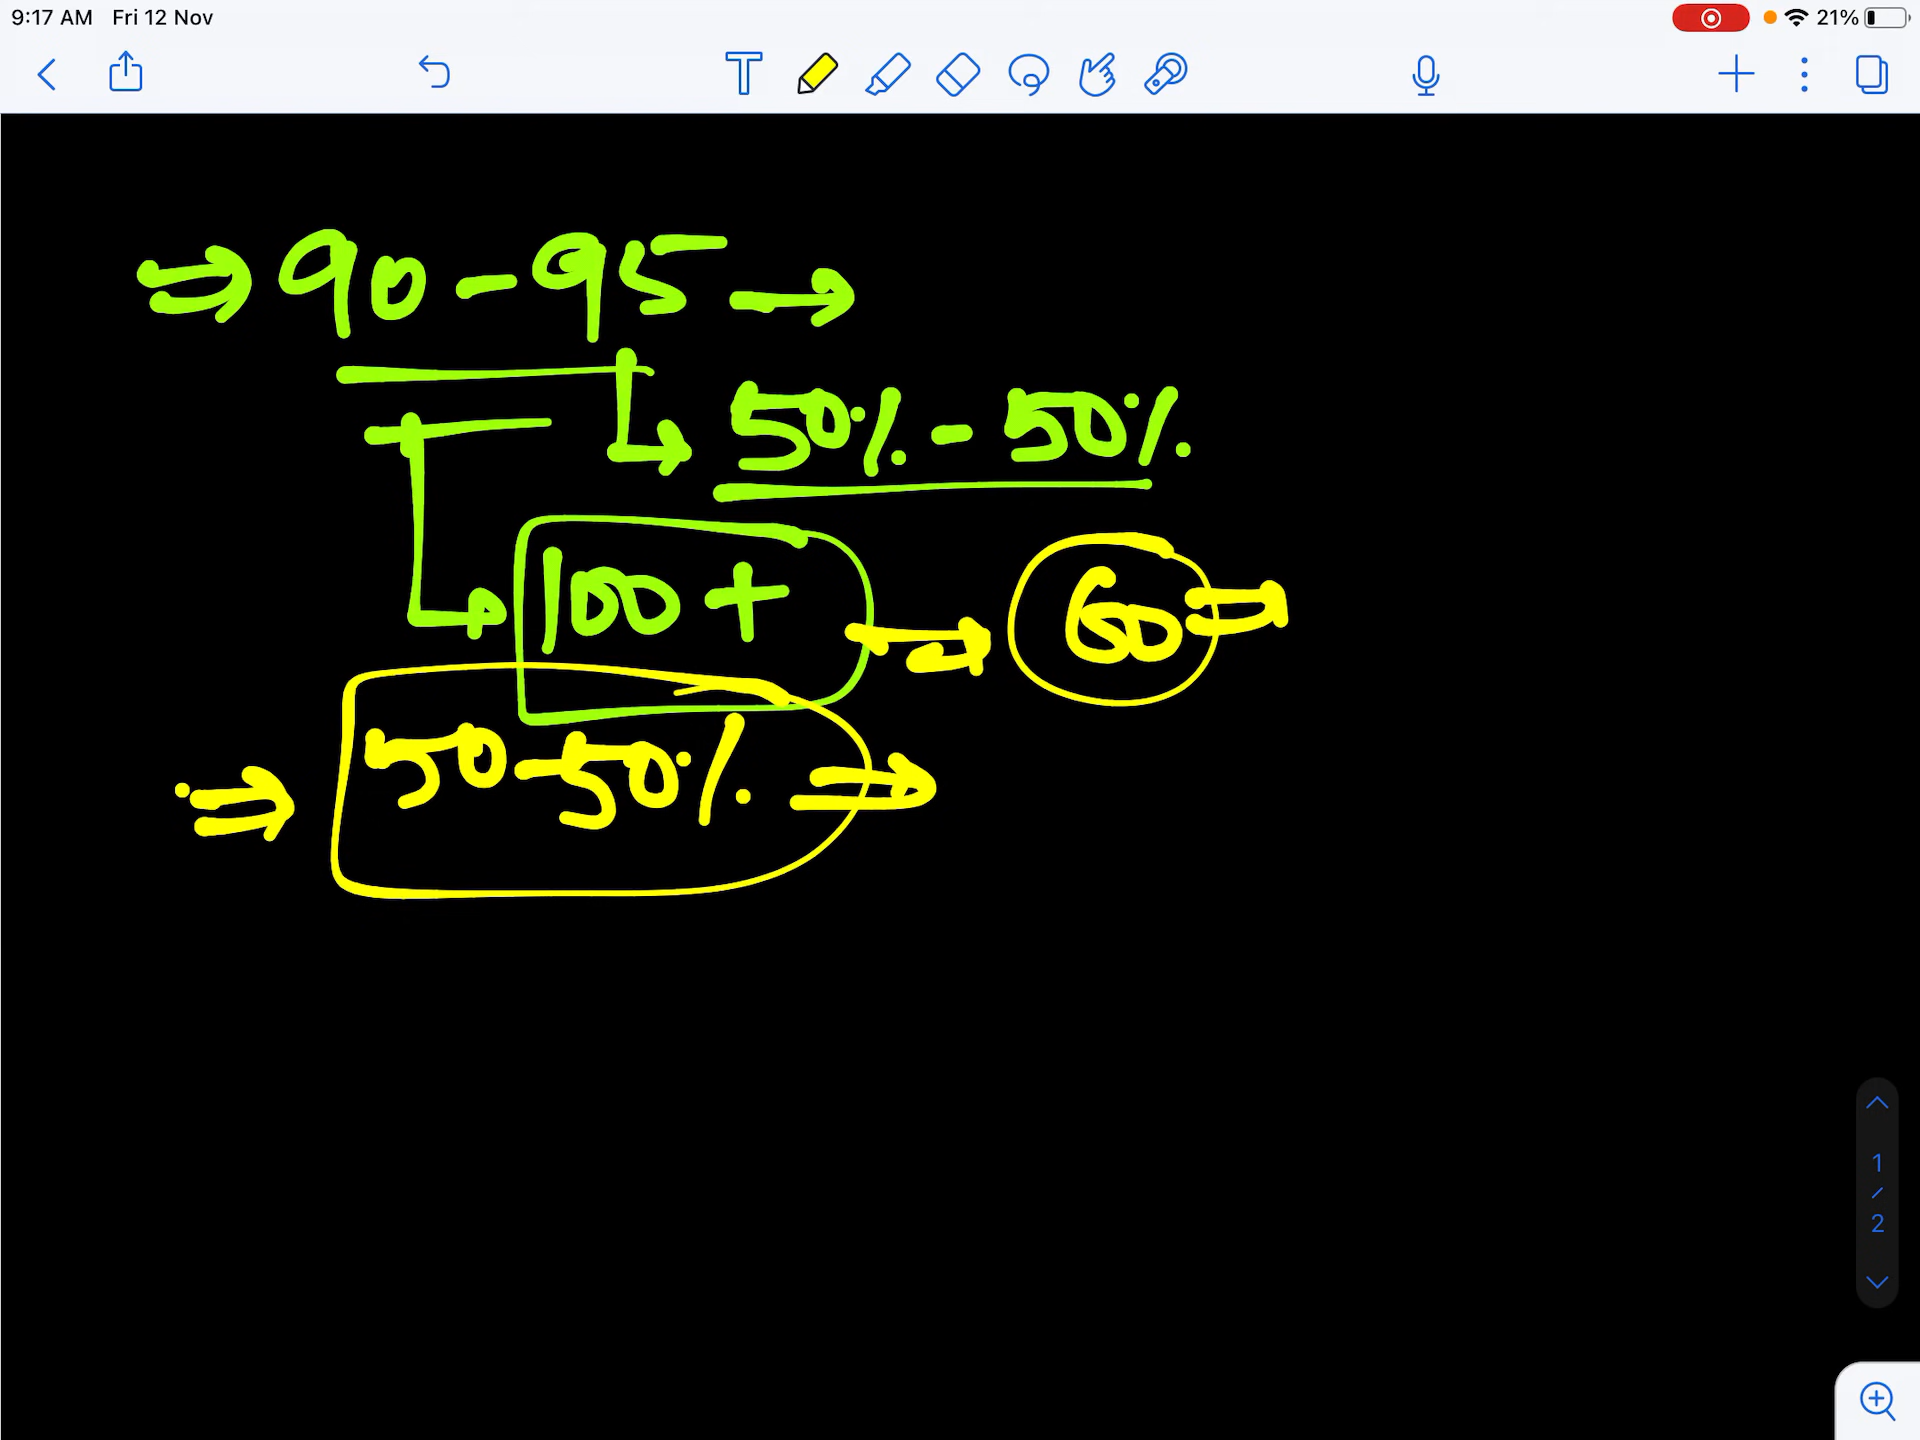 9:17 AM Fri 12 Nov
21%
T
⇒ 90-95 →
50% - 50%
100 + → 60 ⇒
⇒ 50-50% ⇒
1
/
2